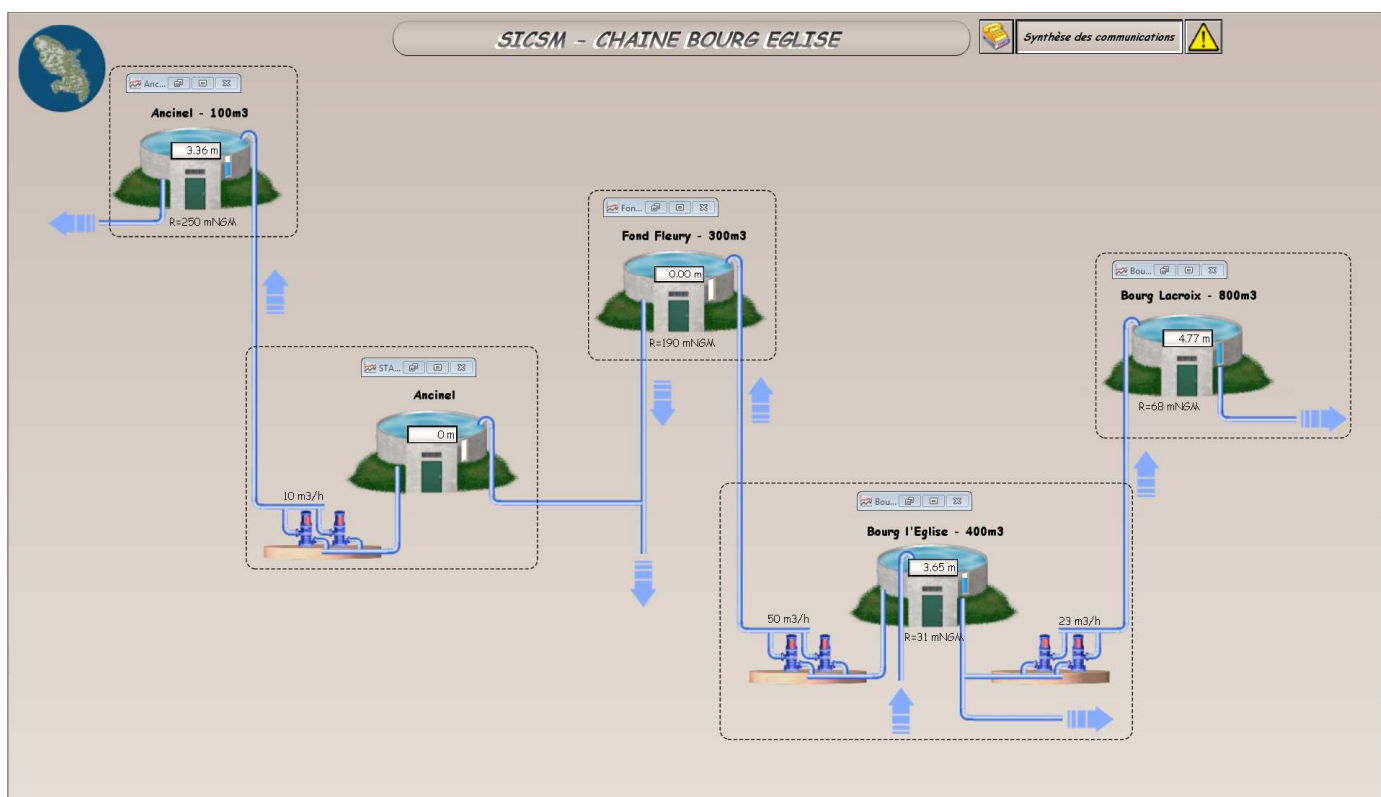 SICSM - CHAINE BOURG EGLISE
Synthèse des communications
Anc...
Ancinel - 100m3
3.36 m
R=250 mNGM
Fon...
Fond Fleury - 300m3
0.00 m
R=190 mNGM
Bou...
Bourg Lacroix - 800m3
4.77 m
R=68 mNGM
STA...
Ancinel
0 m
10 m3/h
Bou...
Bourg l'Eglise - 400m3
3.65 m
R=31 mNGM
50 m3/h
23 m3/h